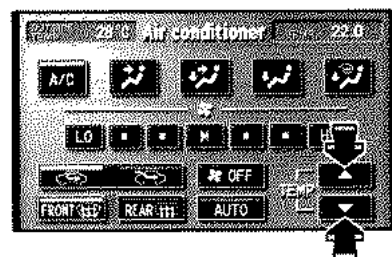 28 C Air conditioner 22.0
A/C
LO M H
OFF
TEMP
FRONT REAR AUTO